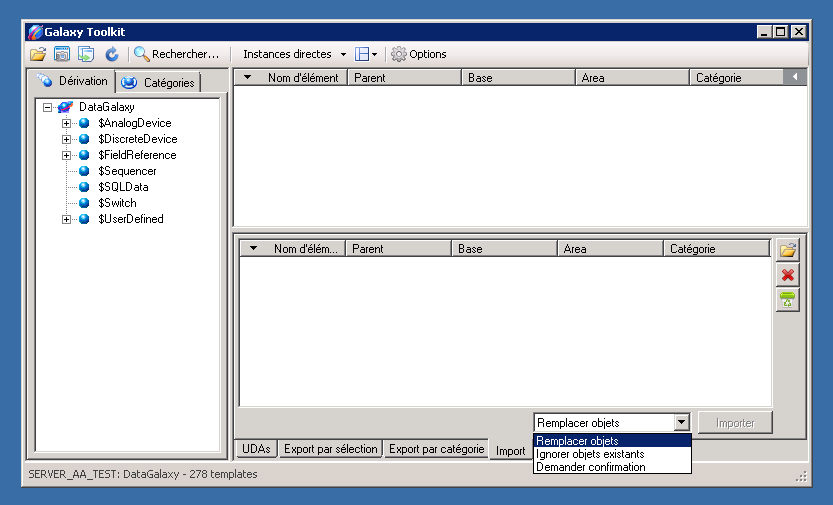 Galaxy Toolkit
Rechercher... Instances directes Options
Dérivation Catégories
Nom d'élément Parent Base Area Catégorie
DataGalaxy
$AnalogDevice
$DiscreteDevice
$FieldReference
$Sequencer
$SQLData
$Switch
$UserDefined
Nom d'élém... Parent Base Area Catégorie
Remplacer objets Importer
Remplacer objets
Ignorer objets existants
Demander confirmation
UDAs Export par sélection Export par catégorie Import
SERVER_AA_TEST: DataGalaxy - 278 templates